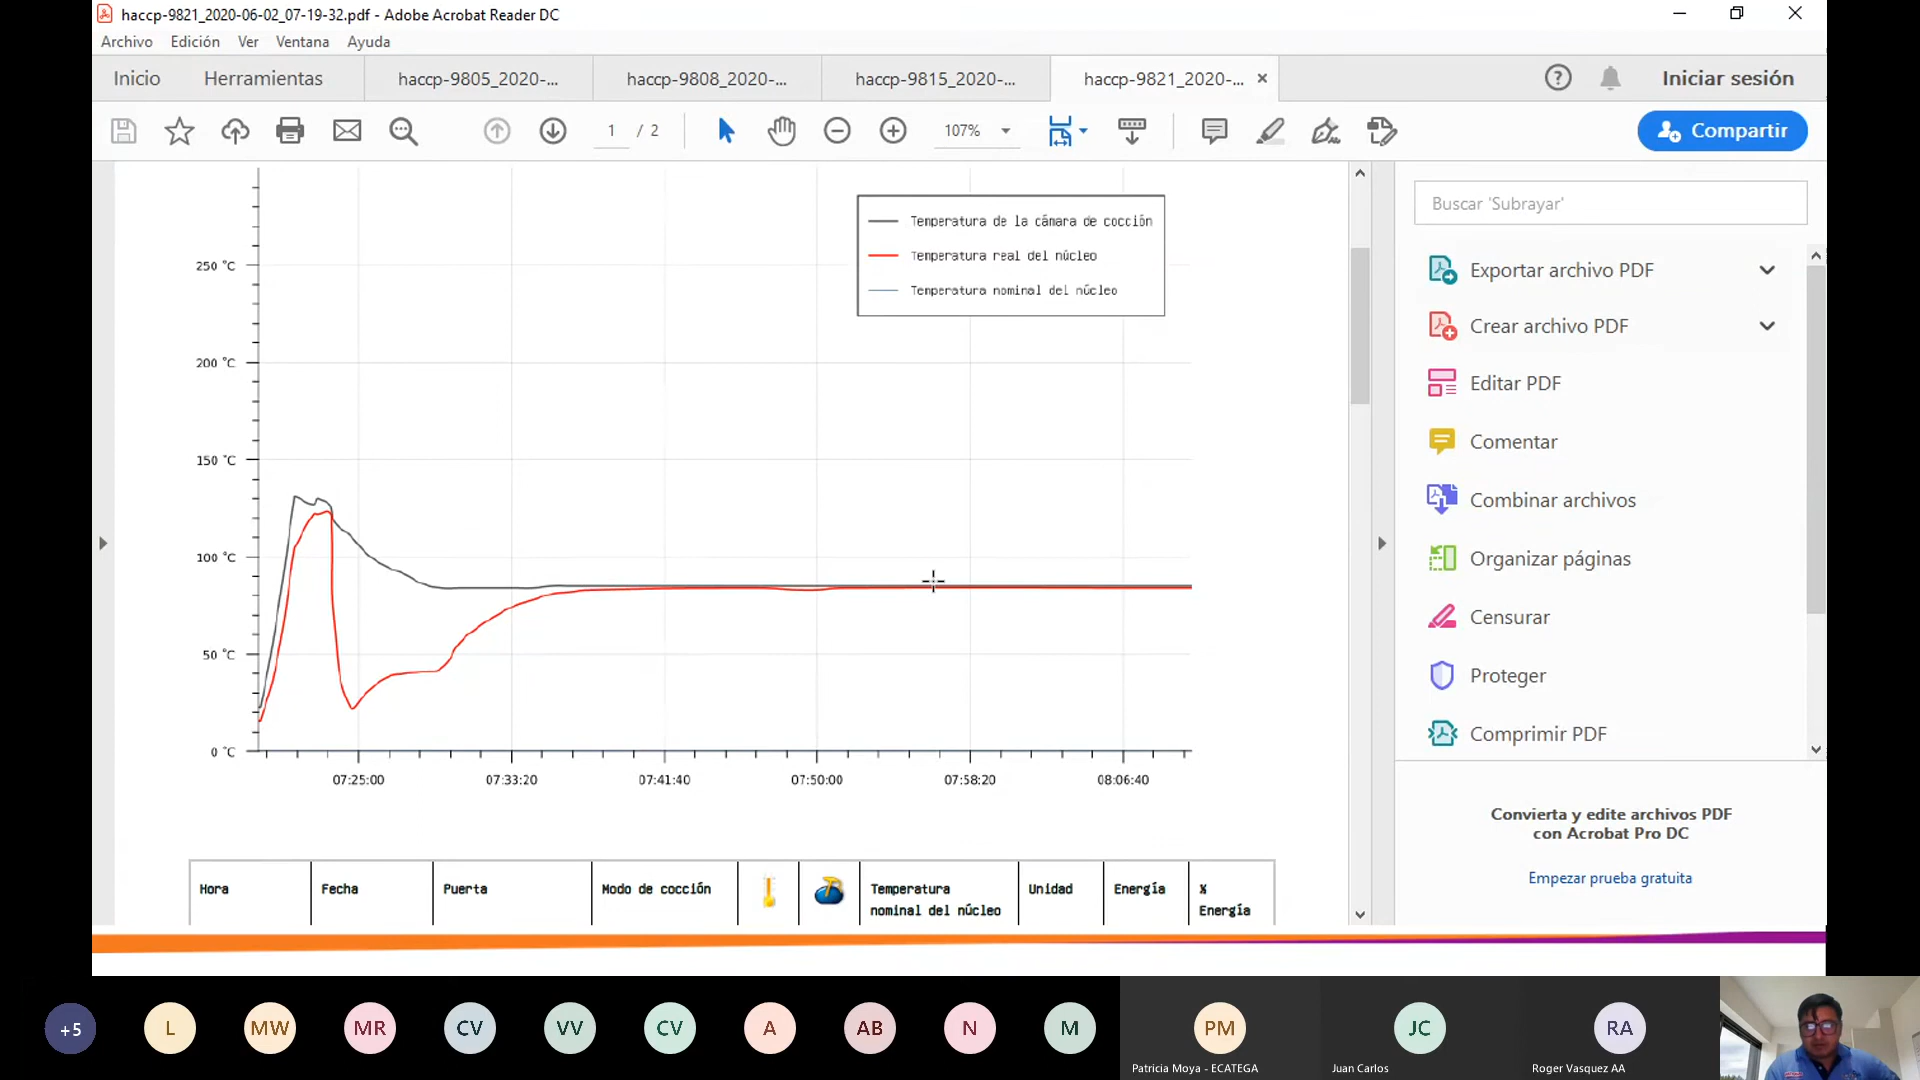 haccp-9821_2020-06-02_07-19-32.pdf - Adobe Acrobat Reader DC
Archivo Edición Ver Ventana Ayuda
Inicio Herramientas haccp-9805_2020-... haccp-9808_2020-... haccp-9815_2020-... haccp-9821_2020-... Iniciar sesión
1 / 2 107% Compartir
Temperatura de la cámara de cocción
Temperatura real del núcleo
Temperatura nominal del núcleo
250 °C
200 °C
150 °C
100 °C
50 °C
0 °C
07:25:00 07:33:20 07:41:40 07:50:00 07:58:20 08:06:40
Hora Fecha Puerta Modo de cocción Temperatura nominal del núcleo Unidad Energía % Energía
Buscar 'Subrayar'
Exportar archivo PDF
Crear archivo PDF
Editar PDF
Comentar
Combinar archivos
Organizar páginas
Censurar
Proteger
Comprimir PDF
Convierta y edite archivos PDF
con Acrobat Pro DC
Empezar prueba gratuita
+5 L MW MR CV VV CV A AB N M PM JC RA
Patricia Moya - ECATEGA Juan Carlos Roger Vasquez AA